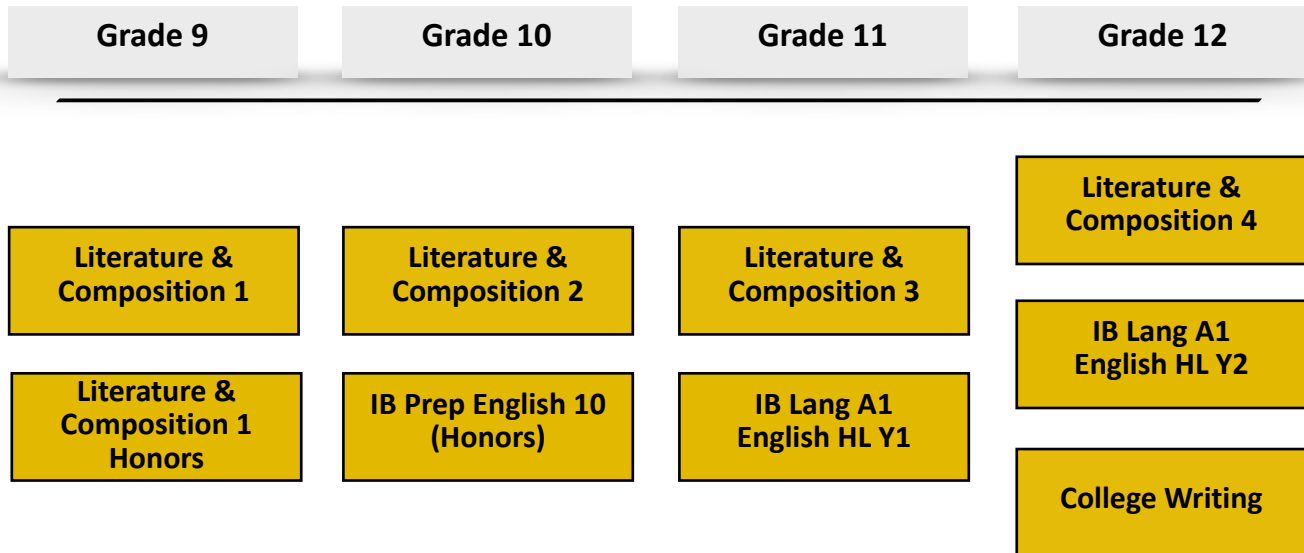 Grade 9
Grade 10
Grade 11
Grade 12
Literature &
Composition 1
Literature &
Composition 1
Honors
Literature &
Composition 2
IB Prep English 10
(Honors)
Literature &
Composition 3
IB Lang A1
English HL Y1
Literature &
Composition 4
IB Lang A1
English HL Y2
College Writing